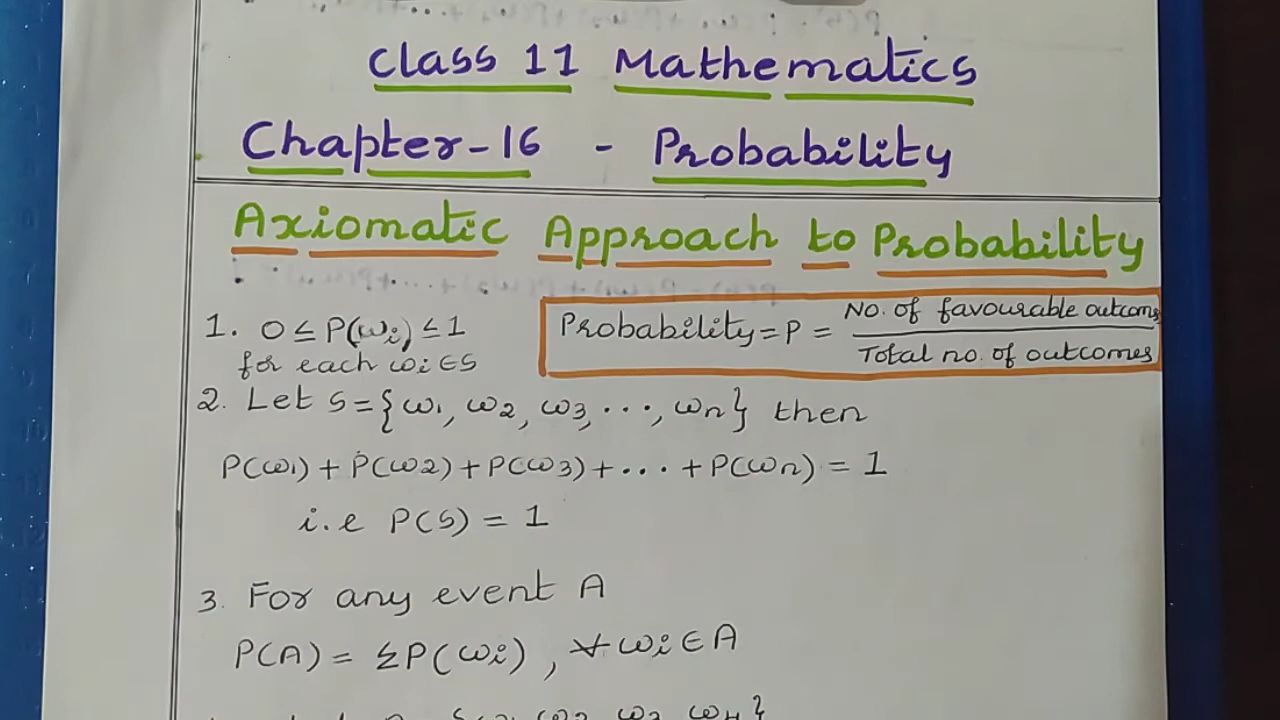 Class 11 Mathematics
Chapter-16 - Probability
Axiomatic Approach to Probability
1. 0 ≤ P(ωi) ≤ 1
for each ωi ∈ S
Probability = P = No. of favourable outcoms
Total no. of outcomes
2. Let S = {ω1, ω2, ω3, ..., ωn} then
P(ω1) + P(ω2) + P(ω3) + ... + P(ωn) = 1
i.e P(S) = 1
3. For any event A
P(A) = ΣP(ωi), ∀ ωi ∈ A